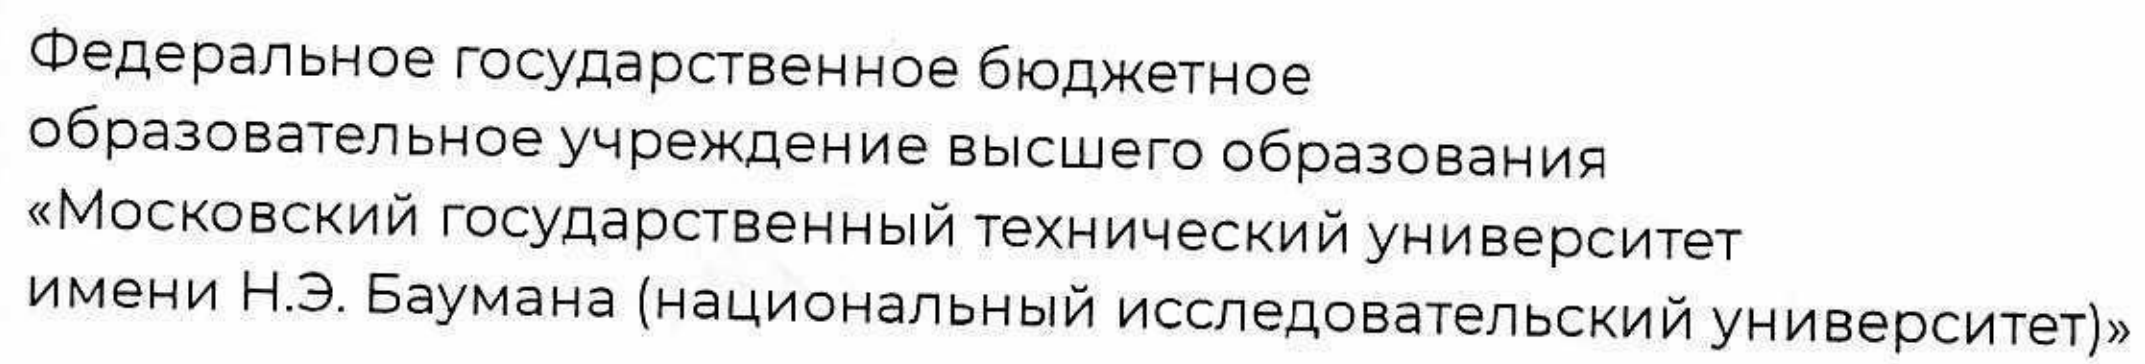 Федеральное государственное бюджетное
образовательное учреждение высшего образования
«Московский государственный технический университет
имени Н.Э. Баумана (национальный исследовательский университет)»